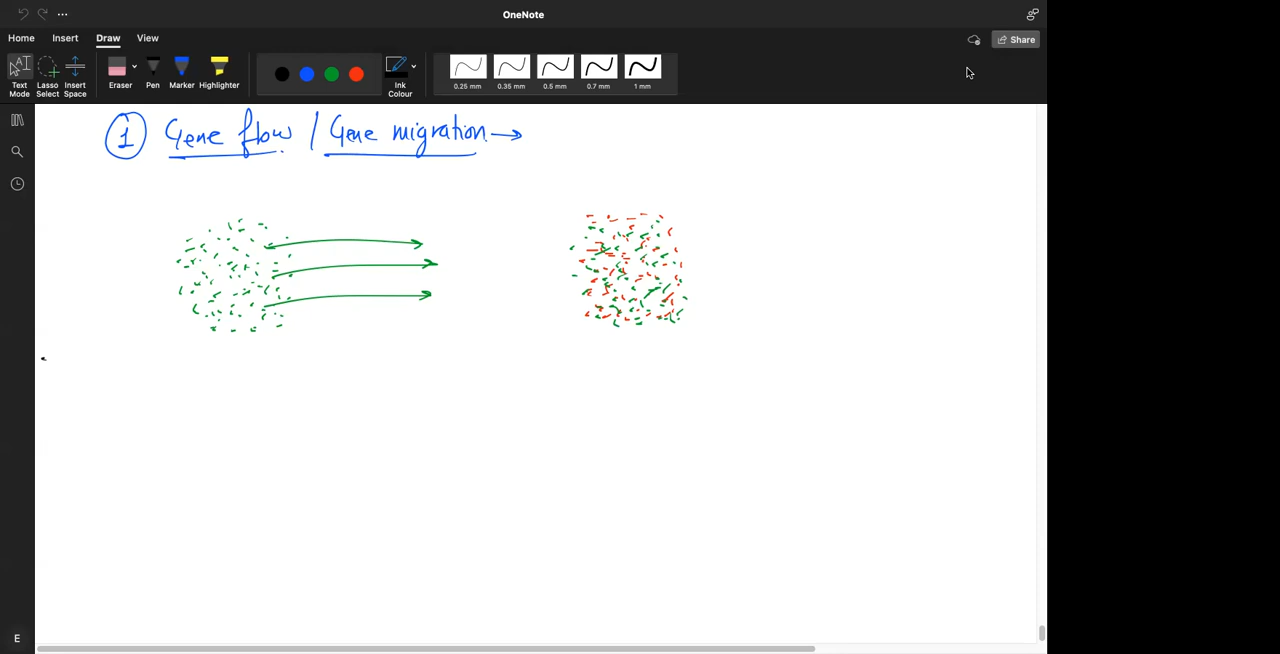 OneNote
Home Insert Draw View
Share
Text Mode
Lasso Select
Insert Space
Eraser
Pen
Marker
Highlighter
Ink Colour
0.25 mm
0.35 mm
0.5 mm
0.7 mm
1 mm
① Gene flow / Gene migration →
E